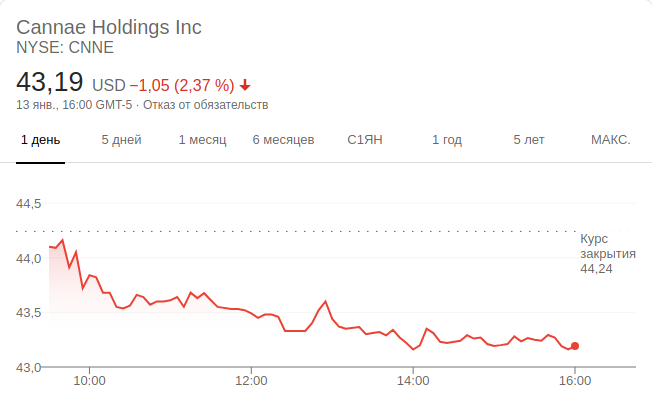 Cannae Holdings Inc
NYSE: CNNE
43,19 USD −1,05 (2,37 %)
13 янв., 16:00 GMT-5 · Отказ от обязательств
1 день 5 дней 1 месяц 6 месяцев С1ЯН 1 год 5 лет МАКС.
44,5
Курс
закрытия
44,24
44,0
43,5
43,0
10:00 12:00 14:00 16:00